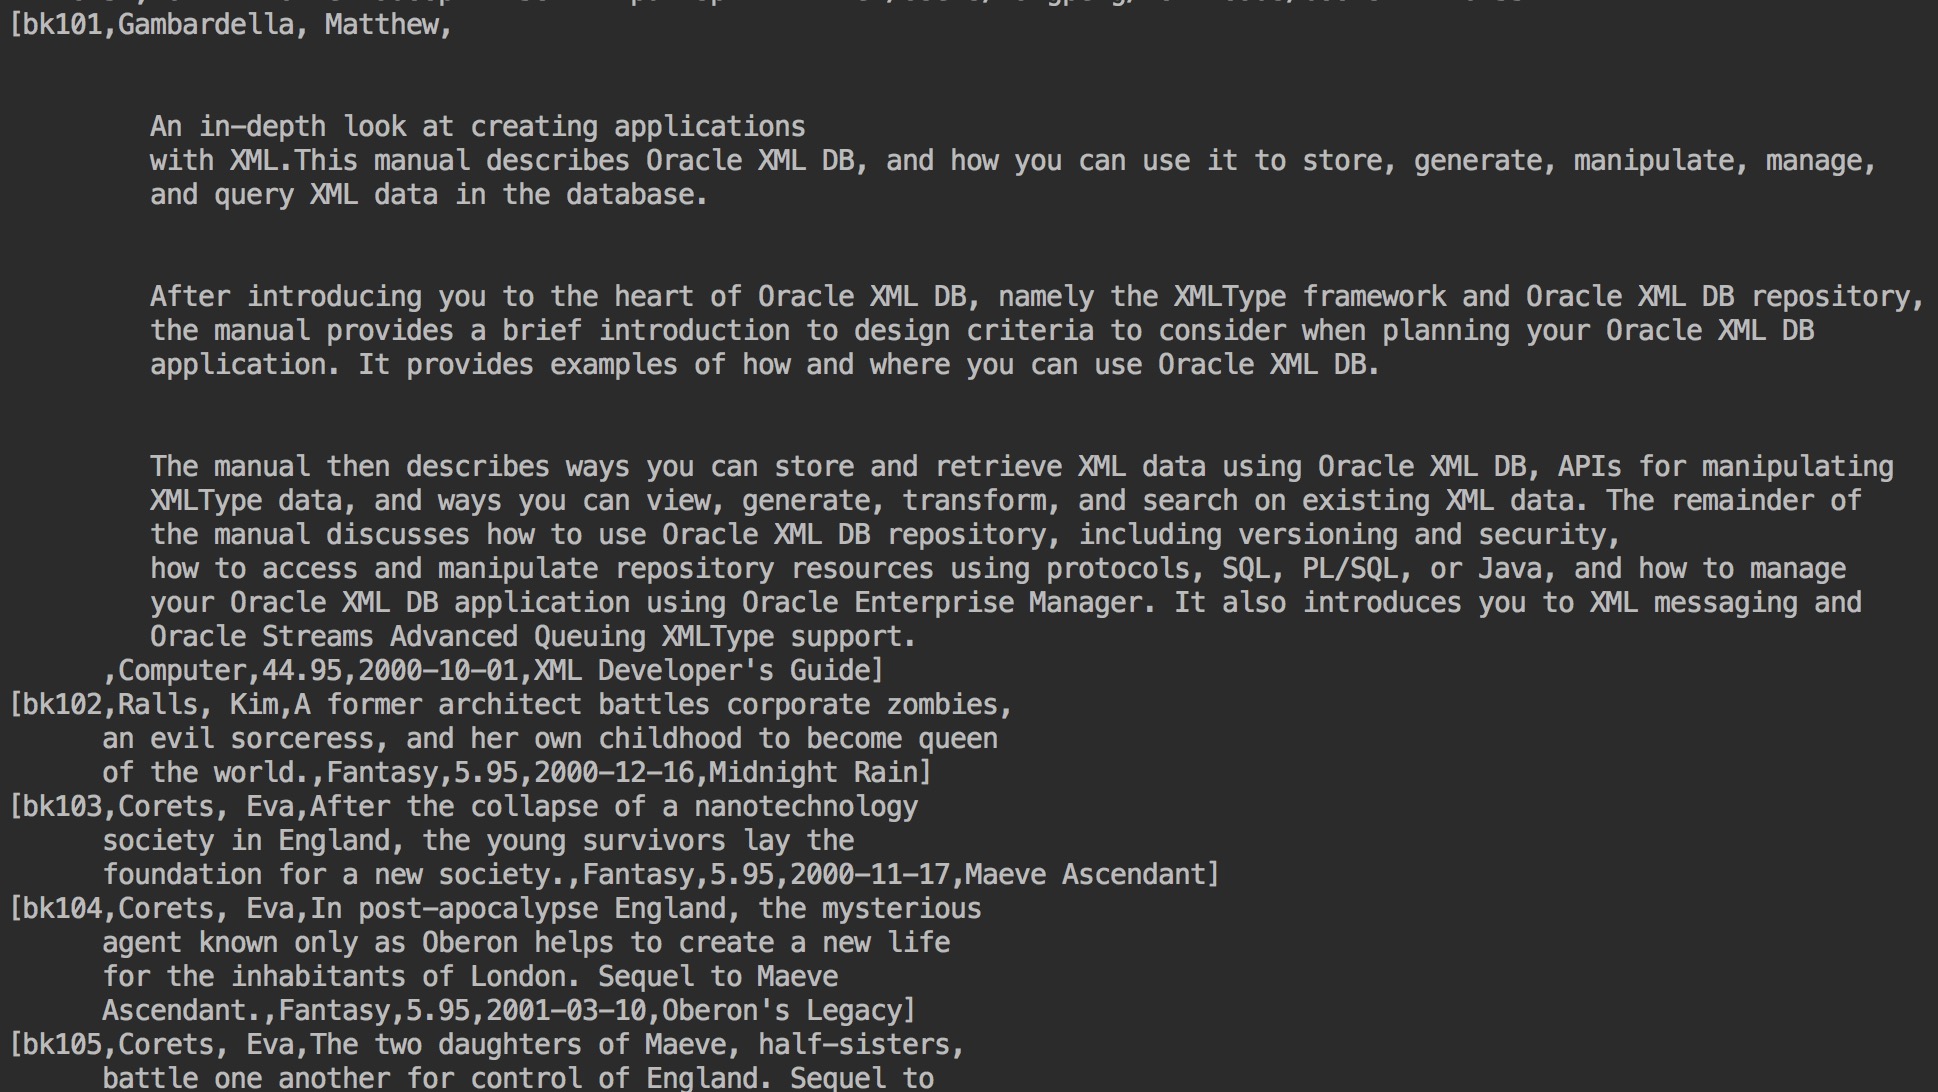 [bk101,Gambardella, Matthew,
An in-depth look at creating applications
with XML.This manual describes Oracle XML DB, and how you can use it to store, generate, manipulate, manage,
and query XML data in the database.
After introducing you to the heart of Oracle XML DB, namely the XMLType framework and Oracle XML DB repository,
the manual provides a brief introduction to design criteria to consider when planning your Oracle XML DB
application. It provides examples of how and where you can use Oracle XML DB.
The manual then describes ways you can store and retrieve XML data using Oracle XML DB, APIs for manipulating
XMLType data, and ways you can view, generate, transform, and search on existing XML data. The remainder of
the manual discusses how to use Oracle XML DB repository, including versioning and security,
how to access and manipulate repository resources using protocols, SQL, PL/SQL, or Java, and how to manage
your Oracle XML DB application using Oracle Enterprise Manager. It also introduces you to XML messaging and
Oracle Streams Advanced Queuing XMLType support.
,Computer,44.95,2000-10-01,XML Developer's Guide]
[bk102,Ralls, Kim,A former architect battles corporate zombies,
an evil sorceress, and her own childhood to become queen
of the world.,Fantasy,5.95,2000-12-16,Midnight Rain]
[bk103,Corets, Eva,After the collapse of a nanotechnology
society in England, the young survivors lay the
foundation for a new society.,Fantasy,5.95,2000-11-17,Maeve Ascendant]
[bk104,Corets, Eva,In post-apocalypse England, the mysterious
agent known only as Oberon helps to create a new life
for the inhabitants of London. Sequel to Maeve
Ascendant.,Fantasy,5.95,2001-03-10,Oberon's Legacy]
[bk105,Corets, Eva,The two daughters of Maeve, half-sisters,
battle one another for control of England. Sequel to